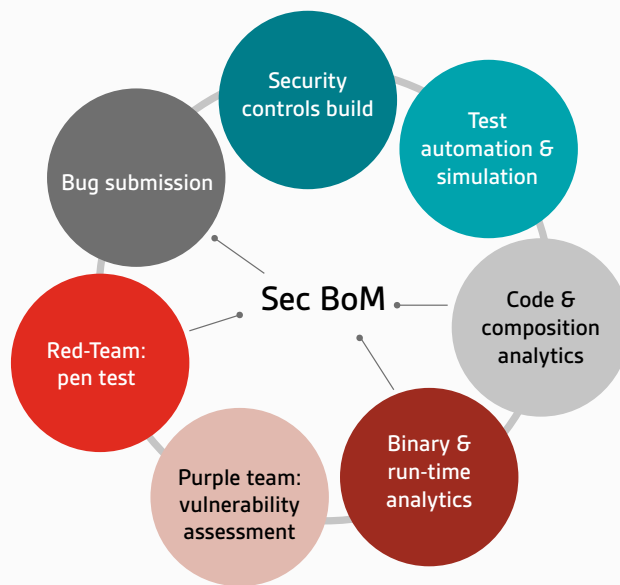 Security
controls build
Test
automation &
simulation
Code &
composition
analytics
Binary &
run-time
analytics
Purple team:
vulnerability
assessment
Red-Team:
pen test
Bug submission
Sec BoM